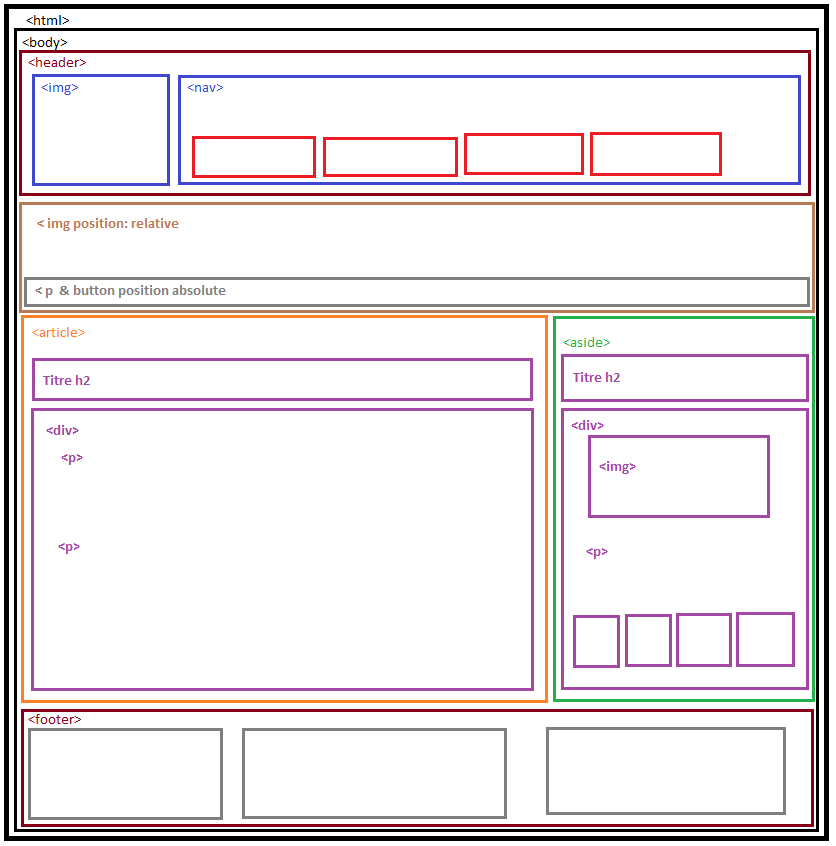 <html>
<body>
<header>
<img>
<nav>
< img position: relative
< p & button position absolute
<article>
<aside>
Titre h2
Titre h2
<div>
<p>
<p>
<div>
<img>
<p>
<footer>